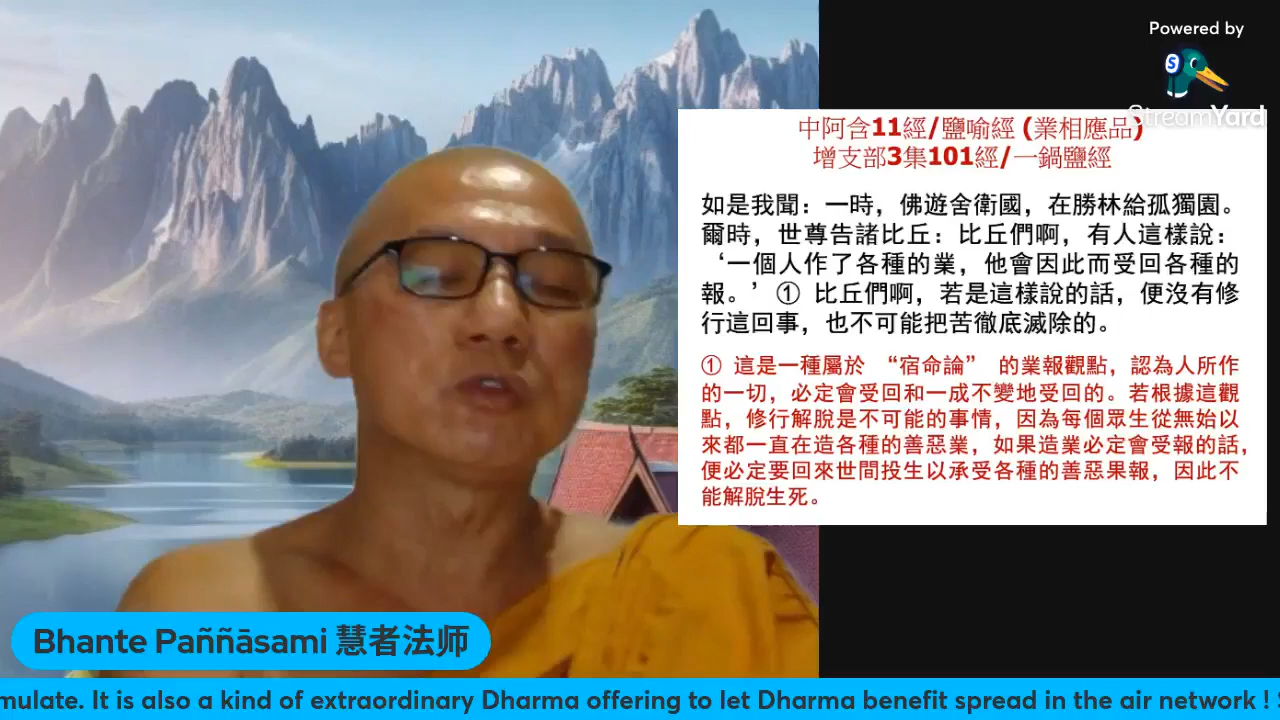 Powered by
StreamYard
中阿含11經/鹽喻經 (業相應品)
增支部3集101經/一鍋鹽經
如是我聞：一時，佛遊舍衛國，在勝林給孤獨園。
爾時，世尊告諸比丘：比丘們啊，有人這樣說：
‘一個人作了各種的業，他會因此而受回各種的
報。’ ① 比丘們啊，若是這樣說的話，便沒有修
行這回事，也不可能把苦徹底滅除的。
① 這是一種屬於 “宿命論” 的業報觀點，認為人所作
的一切，必定會受回和一成不變地受回的。若根據這觀
點，修行解脫是不可能的事情，因為每個眾生從無始以
來都一直在造各種的善惡業，如果造業必定會受報的話，
便必定要回來世間投生以承受各種的善惡果報，因此不
能解脫生死。
Bhante Paññāsami 慧者法师
mulate. It is also a kind of extraordinary Dharma offering to let Dharma benefit spread in the air network !